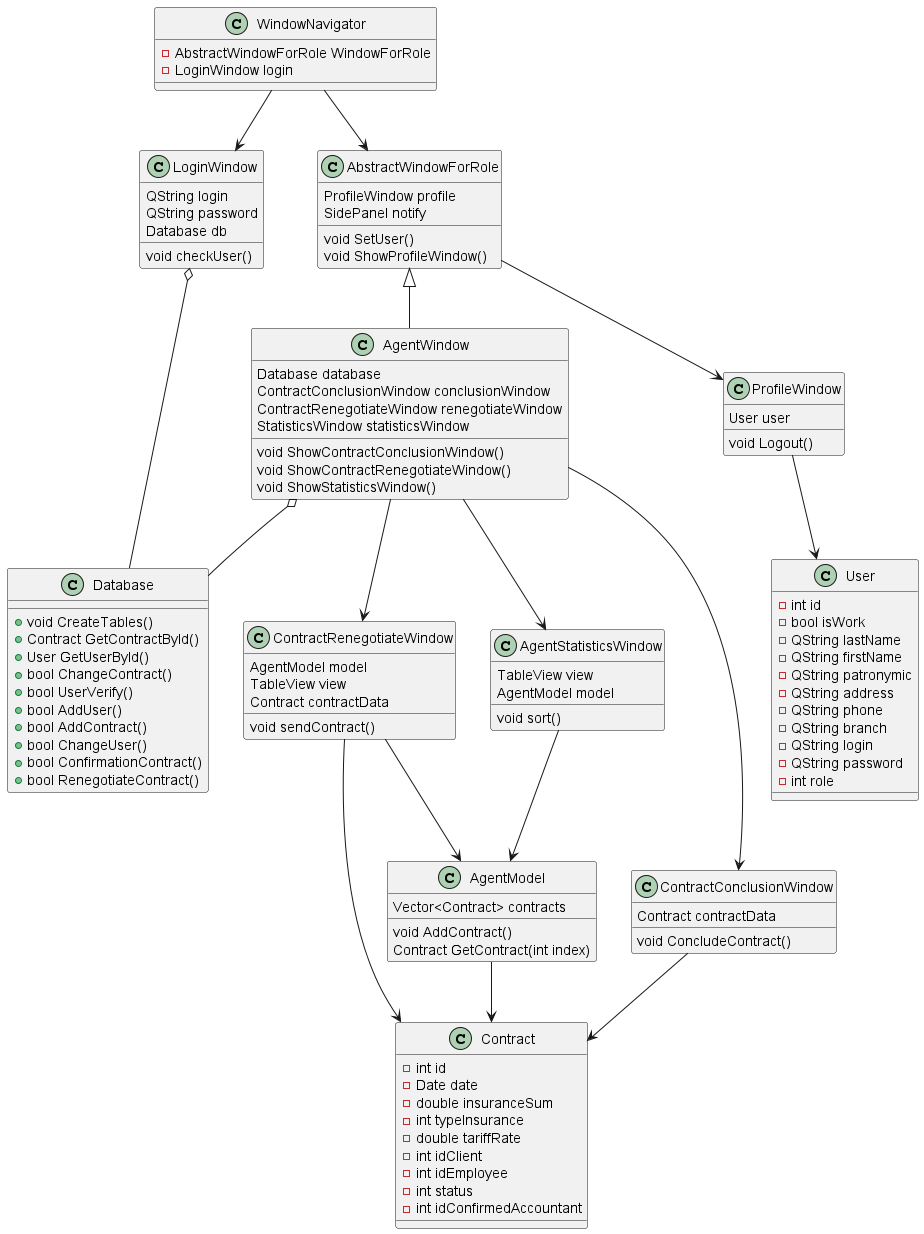 C WindowNavigator
AbstractWindowForRole WindowForRole
LoginWindow login
C LoginWindow
QString login
QString password
Database db
void checkUser()
C AbstractWindowForRole
ProfileWindow profile
SidePanel notify
void SetUser()
void ShowProfileWindow()
C AgentWindow
Database database
ContractConclusionWindow conclusionWindow
ContractRenegotiateWindow renegotiateWindow
StatisticsWindow statisticsWindow
void ShowContractConclusionWindow()
void ShowContractRenegotiateWindow()
void ShowStatisticsWindow()
C ProfileWindow
User user
void Logout()
C Database
void CreateTables()
Contract GetContractById()
User GetUserById()
bool ChangeContract()
bool UserVerify()
bool AddUser()
bool AddContract()
bool ChangeUser()
bool ConfirmationContract()
bool RenegotiateContract()
C ContractRenegotiateWindow
AgentModel model
TableView view
Contract contractData
void sendContract()
C AgentStatisticsWindow
TableView view
AgentModel model
void sort()
C User
int id
bool isWork
QString lastName
QString firstName
QString patronymic
QString address
QString phone
QString branch
QString login
QString password
int role
C AgentModel
Vector<Contract> contracts
void AddContract()
Contract GetContract(int index)
C ContractConclusionWindow
Contract contractData
void ConcludeContract()
C Contract
int id
Date date
double insuranceSum
int typeInsurance
double tariffRate
int idClient
int idEmployee
int status
int idConfirmedAccountant